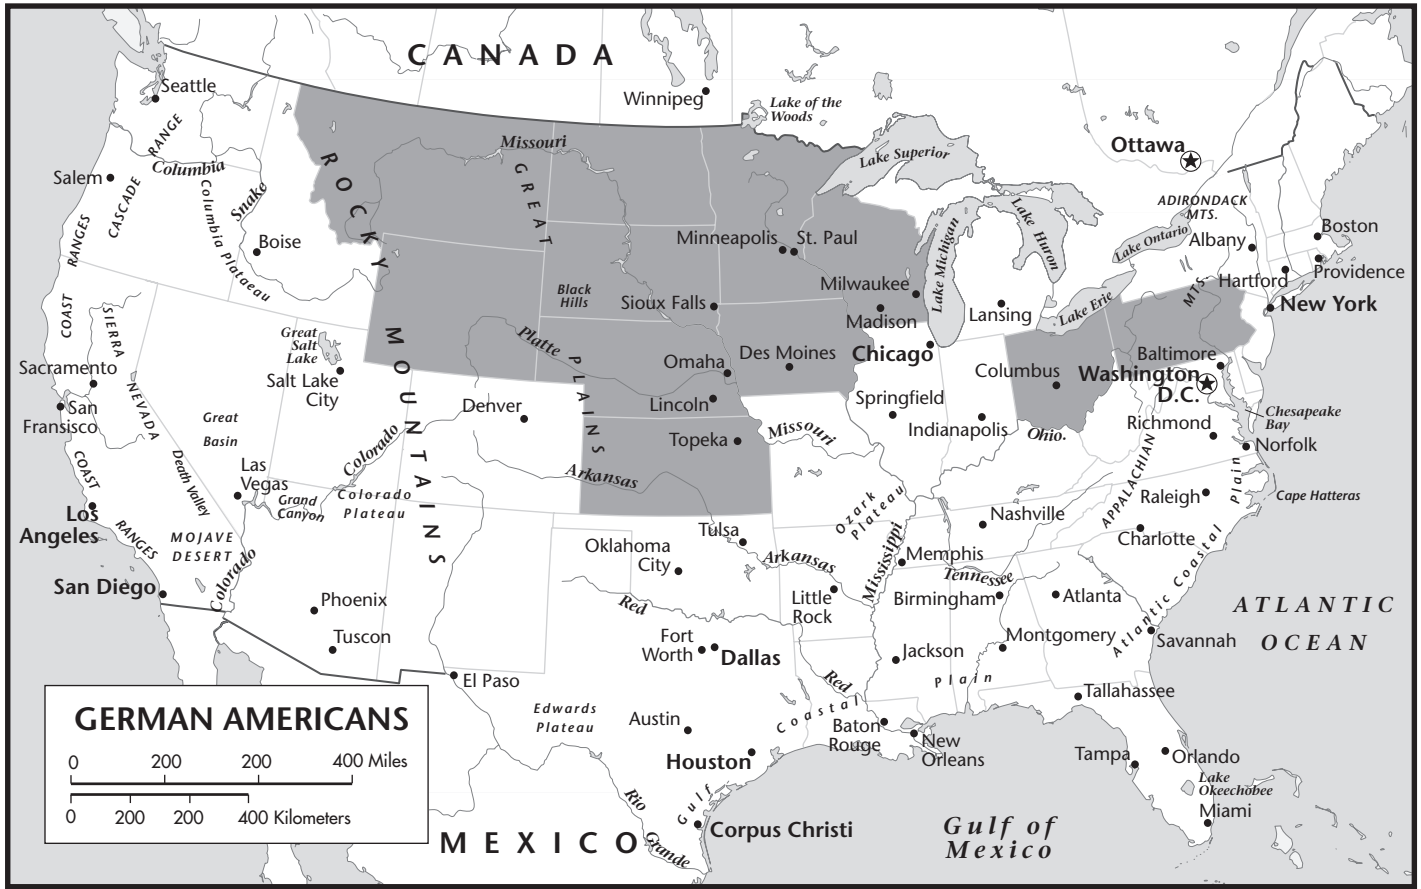 CANADA
Seattle
Winnipeg
Lake of the
Woods
Lake Superior
Ottawa
RANGE
Missouri
Columbia
Salem
CASCADE
Columbia Plateau
Snake
ROCKY
GREAT
ADIRONDACK
MTS.
Boston
RANGES
Boise
Minneapolis
St. Paul
Lake Michigan
Lake Huron
Lake Ontario
Albany
Providence
Hartford
Milwaukee
Black
Hills
Sioux Falls
Madison
Lansing
Lake Erie
MTS.
New York
COAST
SIERRA
Great
Salt
Lake
MOUNTAINS
Platte
PLAINS
Omaha
Des Moines
Chicago
Baltimore
Sacramento
Salt Lake
City
Columbus
Washington
D.C.
San
Fransisco
NEVADA
Great
Basin
Denver
Lincoln
Springfield
Indianapolis
Ohio.
Chesapeake
Bay
Richmond
Norfolk
Topeka
Missouri
COAST
Death Valley
Las
Vegas
Colorado
Arkansas
APPALACHIAN
Plain
Grand
Canyon
Colorado
Plateau
Ozark
Plateau
Raleigh
Cape Hatteras
Los
Angeles
RANGES
MOJAVE
DESERT
Nashville
Charlotte
Tulsa
Oklahoma
City
Arkansas
Mississippi
Memphis
Tennessee
Atlantic Coastal
San Diego
Colorado
Phoenix
Red
Little
Rock
Birmingham
Atlanta
ATLANTIC
OCEAN
Tuscon
Fort
Worth
Dallas
Jackson
Montgomery
Savannah
El Paso
Red
Plain
Tallahassee
GERMAN AMERICANS
0 200 200 400 Miles
0 200 200 400 Kilometers
Edwards
Plateau
Austin
Coastal
Baton
Rouge
New
Orleans
Houston
Tampa
Orlando
Lake
Okeechobee
Miami
Rio
Grande
Gulf
Corpus Christi
MEXICO
Gulf of
Mexico